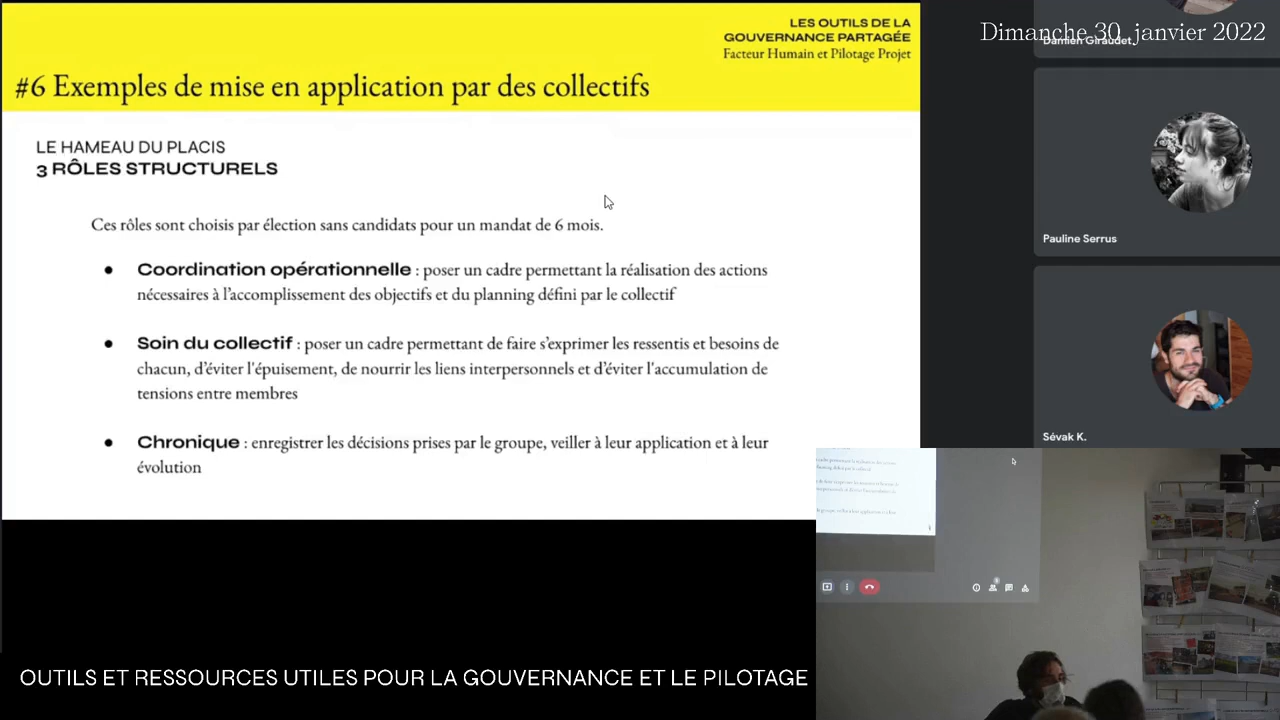 LES OUTILS DE LA
GOUVERNANCE PARTAGÉE
Facteur Humain et Pilotage Projet
#6 Exemples de mise en application par des collectifs
LE HAMEAU DU PLACIS
3 RÔLES STRUCTURELS
Ces rôles sont choisis par élection sans candidats pour un mandat de 6 mois.
● Coordination opérationnelle : poser un cadre permettant la réalisation des actions
nécessaires à l'accomplissement des objectifs et du planning défini par le collectif
● Soin du collectif : poser un cadre permettant de faire s'exprimer les ressentis et besoins de
chacun, d'éviter l'épuisement, de nourrir les liens interpersonnels et d'éviter l'accumulation de
tensions entre membres
● Chronique : enregistrer les décisions prises par le groupe, veiller à leur application et à leur
évolution
Dimanche 30 janvier 2022
Damien Giraudet
Pauline Serrus
Sévak K.
OUTILS ET RESSOURCES UTILES POUR LA GOUVERNANCE ET LE PILOTAGE